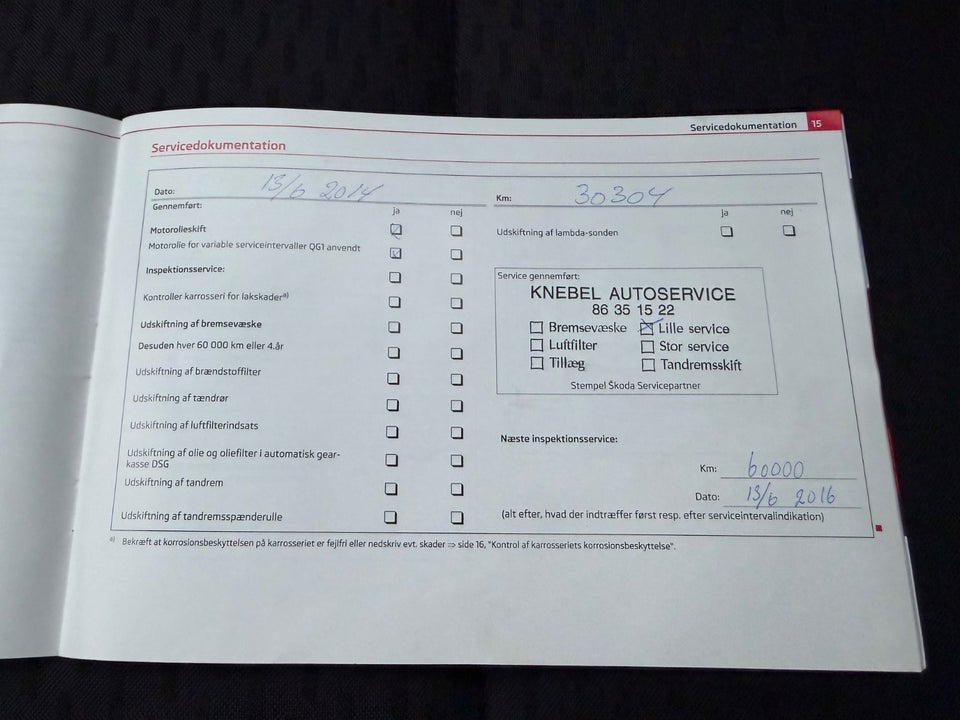 Servicedokumentation 15
Servicedokumentation
Dato: 13/6 2014
Km: 30304
Gennemført:
ja nej
ja nej
Motorolieskift
Udskiftning af lambda-sonden
Motorolie for variable serviceintervaller QG1 anvendt
Inspektionsservice:
Kontroller karrosseri for lakskader a)
Udskiftning af bremsevæske
Desuden hver 60 000 km eller 4.år
Udskiftning af brændstoffilter
Udskiftning af tændrør
Udskiftning af luftfilterindsats
Udskiftning af olie og oliefilter i automatisk gear-
kasse DSG
Udskiftning af tandrem
Udskiftning af tandremsspænderulle
Service gennemført:
KNEBEL AUTOSERVICE
86 35 15 22
Bremsevæske Lille service
Luftfilter Stor service
Tillæg Tandremsskift
Stempel Škoda Servicepartner
Næste inspektionsservice:
Km: 60000
Dato: 13/6 2016
(alt efter, hvad der indtræffer først resp. efter serviceintervalindikation)
a) Bekræft at korrosionsbeskyttelsen på karrosseriet er fejlfri eller nedskriv evt. skader ⇒ side 16, "Kontrol af karrosseriets korrosionsbeskyttelse".